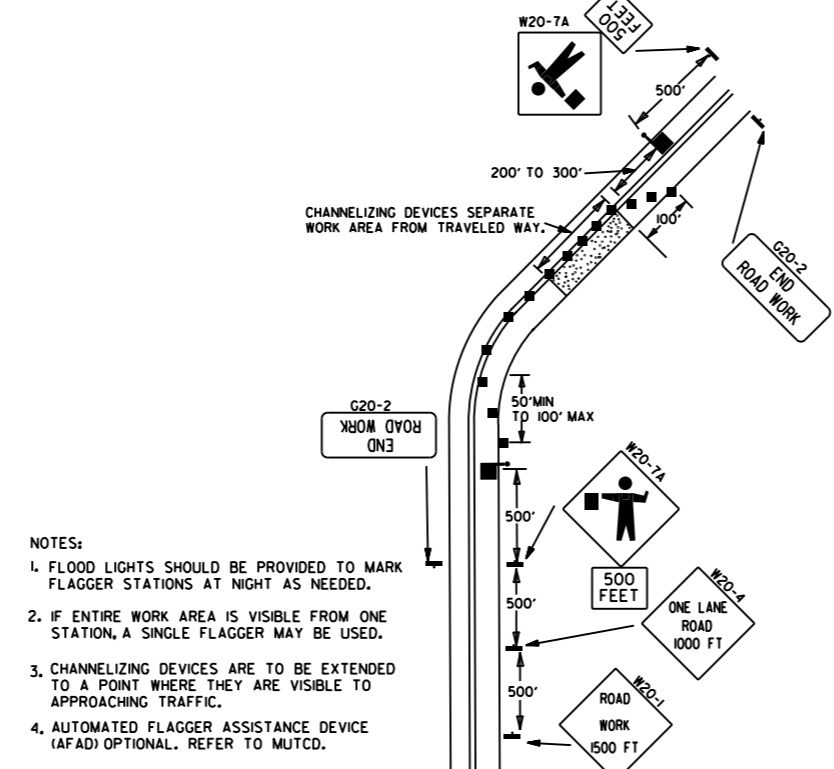 500
FEET
W20-7A
500'
200' TO 300'
CHANNELIZING DEVICES SEPARATE
WORK AREA FROM TRAVELED WAY.
100'
G20-2
END
ROAD WORK
G20-2
END
ROAD WORK
50'MIN
TO 100' MAX
W20-7A
500'
500
FEET
500'
W20-4
ONE LANE
ROAD
1000 FT
500'
W20-1
ROAD
WORK
1500 FT
NOTES:
1. FLOOD LIGHTS SHOULD BE PROVIDED TO MARK
FLAGGER STATIONS AT NIGHT AS NEEDED.
2. IF ENTIRE WORK AREA IS VISIBLE FROM ONE
STATION, A SINGLE FLAGGER MAY BE USED.
3. CHANNELIZING DEVICES ARE TO BE EXTENDED
TO A POINT WHERE THEY ARE VISIBLE TO
APPROACHING TRAFFIC.
4. AUTOMATED FLAGGER ASSISTANCE DEVICE
(AFAD) OPTIONAL. REFER TO MUTCD.